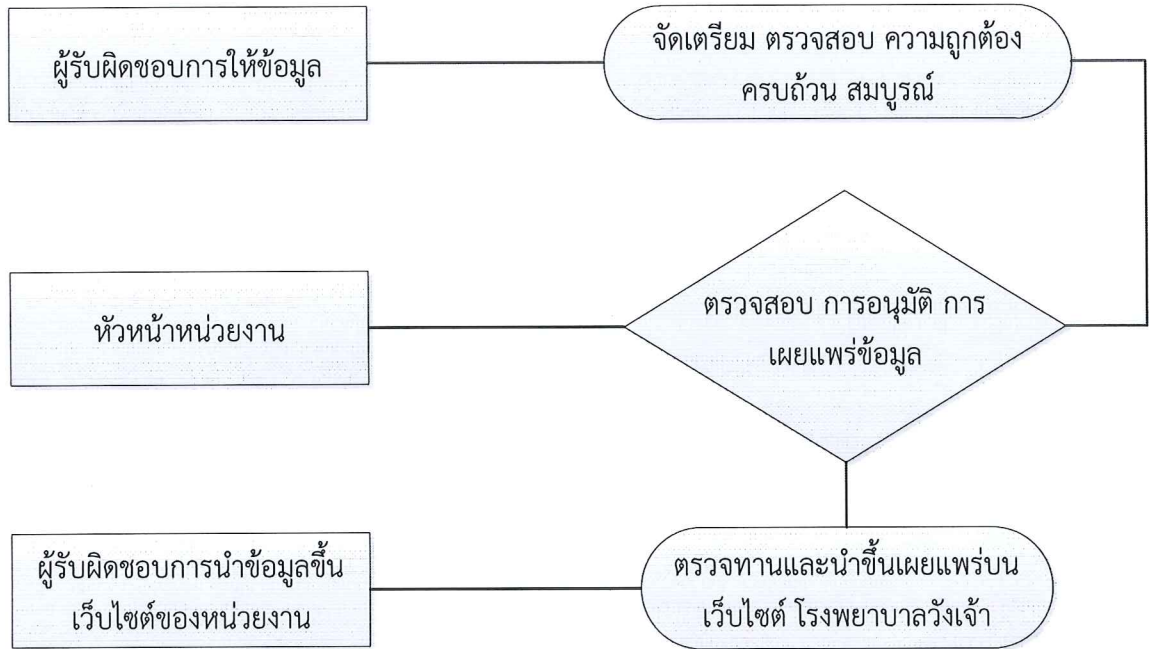 ผู้รับผิดชอบการให้ข้อมูล
จัดเตรียม ตรวจสอบ ความถูกต้อง
ครบถ้วน สมบูรณ์
หัวหน้าหน่วยงาน
ตรวจสอบ การอนุมัติ การ
เผยแพร่ข้อมูล
ผู้รับผิดชอบการนำข้อมูลขึ้น
เว็บไซต์ของหน่วยงาน
ตรวจทานและนำขึ้นเผยแพร่บน
เว็บไซต์ โรงพยาบาลวังเจ้า